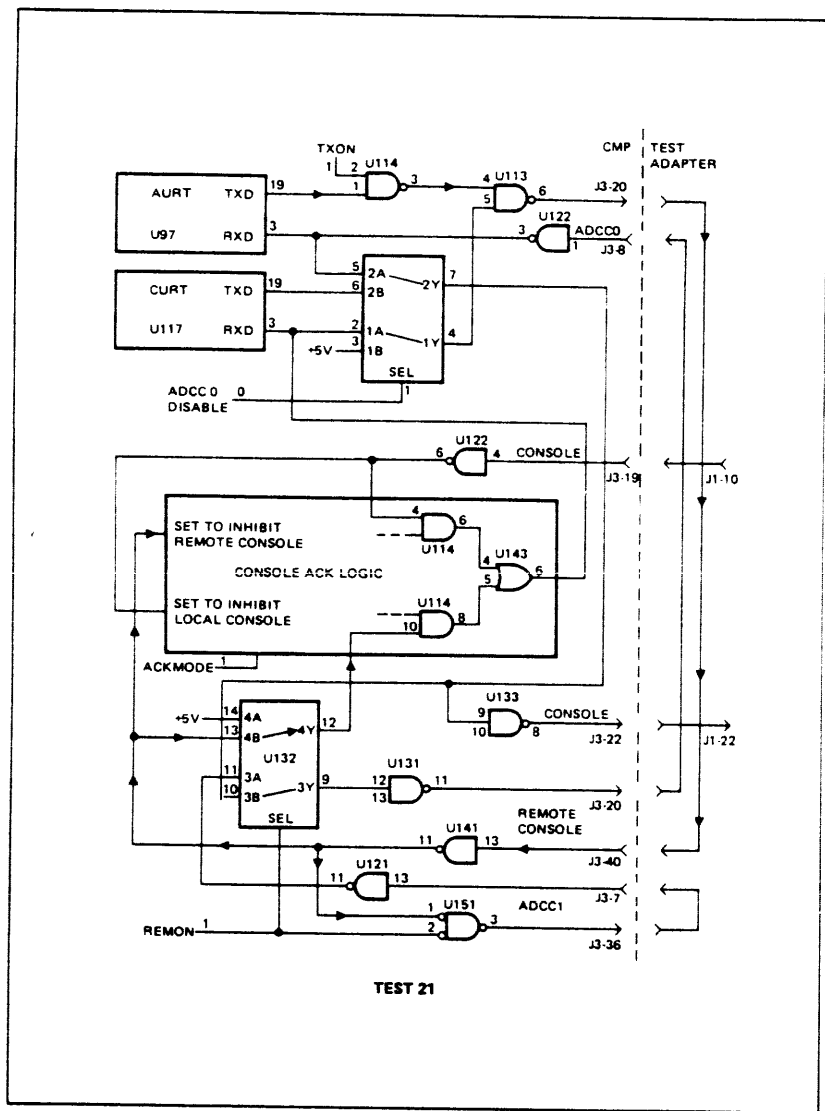 TXON
1 2 U114
1 3
CMP TEST
ADAPTER
AURT TXD 19
U97 RXD 3
4 U113
5 6
J3-20
U122
3 1 ADCC0
J3-8
CURT TXD 19
U117 RXD 3
5 2A 2Y 7
6 2B
2 1A 1Y 4
3 1B
+5V
SEL
1
ADCC 0 0
DISABLE
U122
6 4 CONSOLE
J3-19 J1-10
SET TO INHIBIT
REMOTE CONSOLE
CONSOLE ACK LOGIC
SET TO INHIBIT
LOCAL CONSOLE
4 6
U114
U143
4
5 6
U114
10 8
ACKMODE 1
+5V 14 4A 4Y 12
13 4B
U132
11 3A 3Y 9
10 3B
SEL
U133
9
10 8 CONSOLE
J3-22 J1-22
U131
12
13 11
J3-20
REMOTE
CONSOLE
11 U141 13
J3-40
U121
11 13
J3-7
U151 ADCC1
1
2 3
J3-36
REMON 1
TEST 21